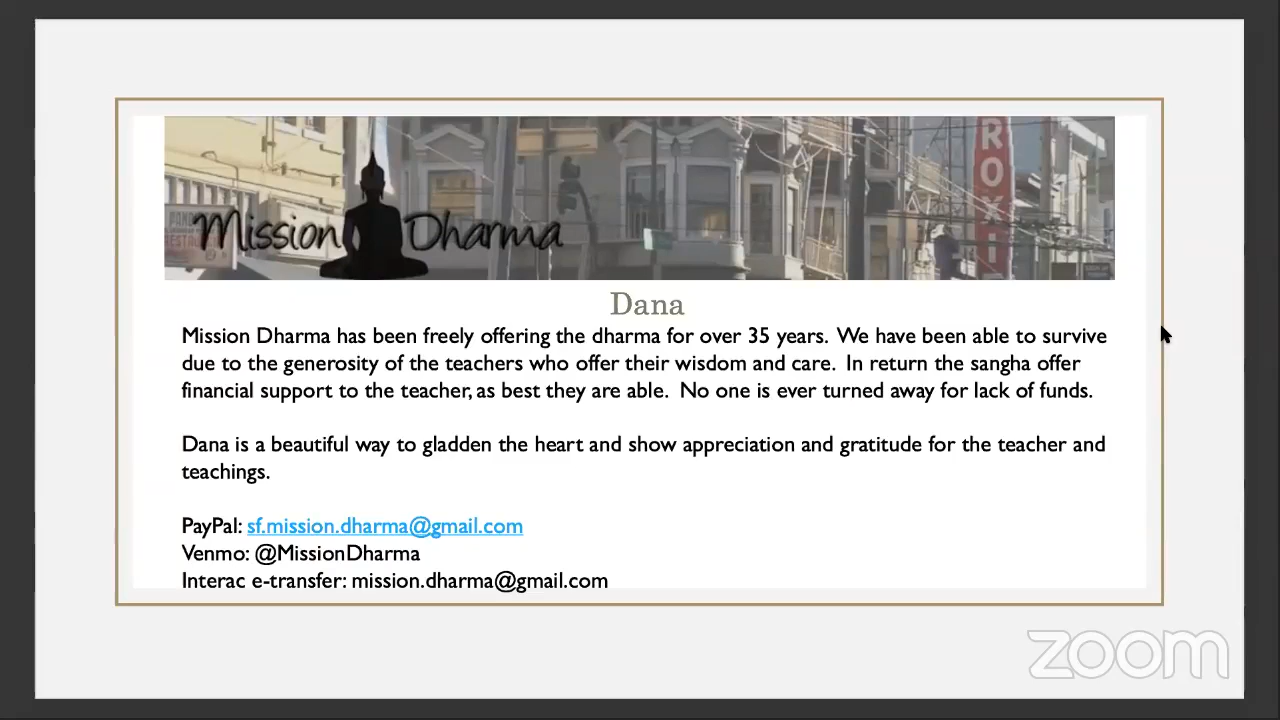 Mission Dharma
ROXI
Dana
Mission Dharma has been freely offering the dharma for over 35 years. We have been able to survive
due to the generosity of the teachers who offer their wisdom and care. In return the sangha offer
financial support to the teacher, as best they are able. No one is ever turned away for lack of funds.
Dana is a beautiful way to gladden the heart and show appreciation and gratitude for the teacher and
teachings.
PayPal: sf.mission.dharma@gmail.com
Venmo: @MissionDharma
Interac e-transfer: mission.dharma@gmail.com
zoom